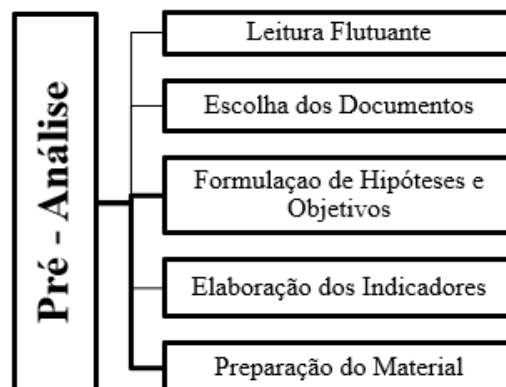 Pré - Análise
Leitura Flutuante
Escolha dos Documentos
Formulaçao de Hipóteses e
Objetivos
Elaboração dos Indicadores
Preparação do Material